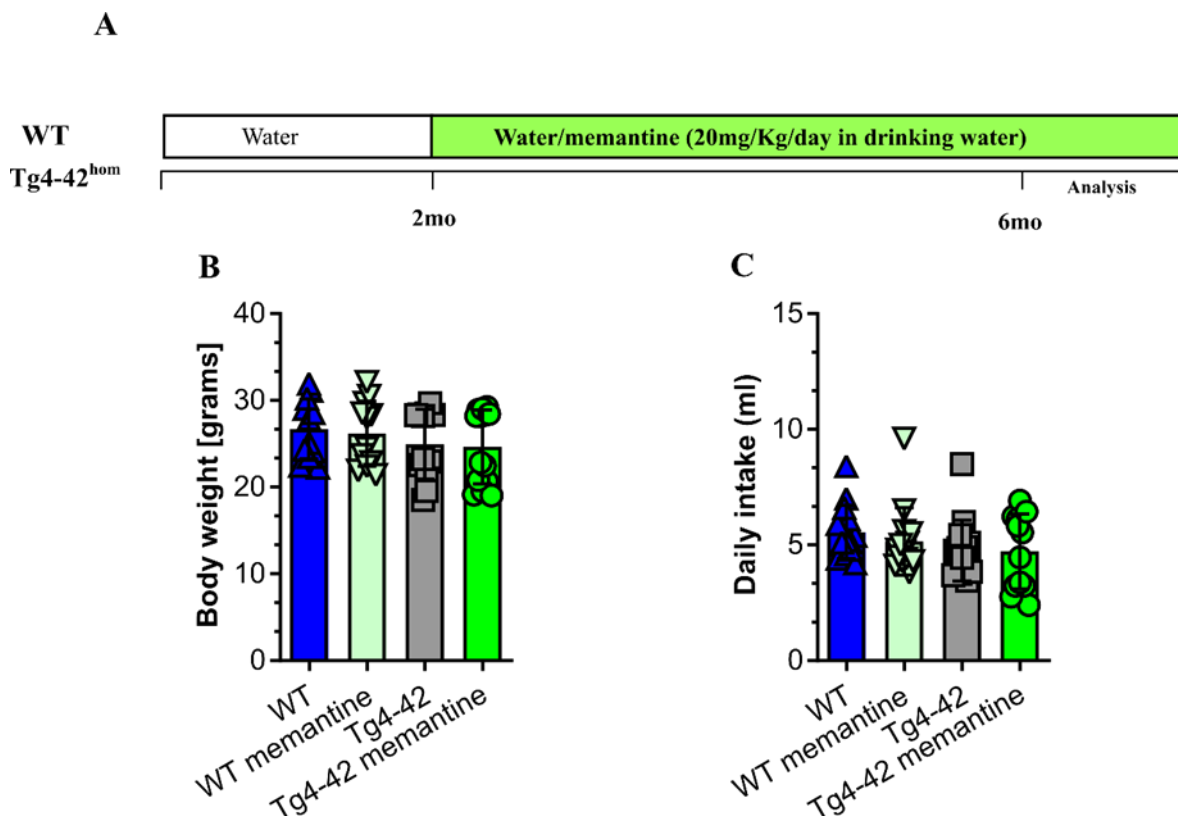 A
WT
Water
Water/memantine (20mg/Kg/day in drinking water)
Tg4-42hom
Analysis
2mo
6mo
B
C
Body weight [grams]
40
30
20
10
0
WT
WT memantine
Tg4-42
Tg4-42 memantine
Daily intake (ml)
15
10
5
0
WT
WT memantine
Tg4-42
Tg4-42 memantine